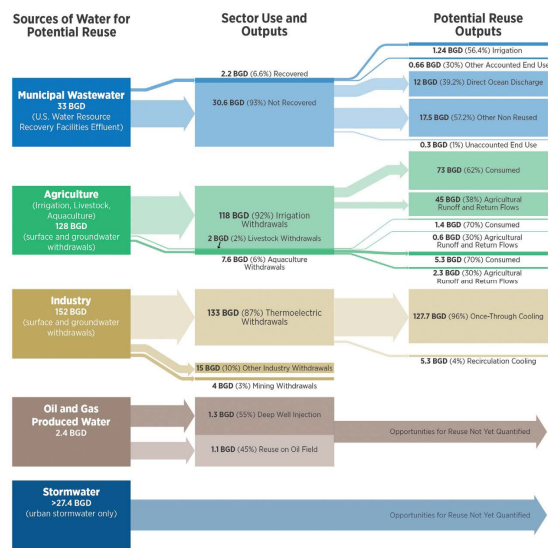 Sources of Water for
Potential Reuse
Sector Use and
Outputs
Potential Reuse
Outputs
Municipal Wastewater
33 BGD
(U.S. Water Resource
Recovery Facilities Effluent)
2.2 BGD (6.6%) Recovered
30.6 BGD (93%) Not Recovered
1.24 BGD (56.4%) Irrigation
0.66 BGD (30%) Other Accounted End Use
12 BGD (39.2%) Direct Ocean Discharge
17.5 BGD (57.2%) Other Non Reused
0.3 BGD (1%) Unaccounted End Use
Agriculture
(Irrigation, Livestock,
Aquaculture)
128 BGD
(surface and groundwater
withdrawals)
118 BGD (92%) Irrigation
Withdrawals
2 BGD (2%) Livestock Withdrawals
7.6 BGD (6%) Aquaculture
Withdrawals
73 BGD (62%) Consumed
45 BGD (38%) Agricultural
Runoff and Return Flows
1.4 BGD (70%) Consumed
0.6 BGD (30%) Agricultural
Runoff and Return Flows
5.3 BGD (70%) Consumed
2.3 BGD (30%) Agricultural
Runoff and Return Flows
Industry
152 BGD
(surface and groundwater
withdrawals)
133 BGD (87%) Thermoelectric
Withdrawals
15 BGD (10%) Other Industry Withdrawals
4 BGD (3%) Mining Withdrawals
127.7 BGD (96%) Once-Through Cooling
5.3 BGD (4%) Recirculation Cooling
Oil and Gas
Produced Water
2.4 BGD
1.3 BGD (55%) Deep Well Injection
1.1 BGD (45%) Reuse on Oil Field
Opportunities for Reuse Not Yet Quantified
Stormwater
>27.4 BGD
(urban stormwater only)
Opportunities for Reuse Not Yet Quantified